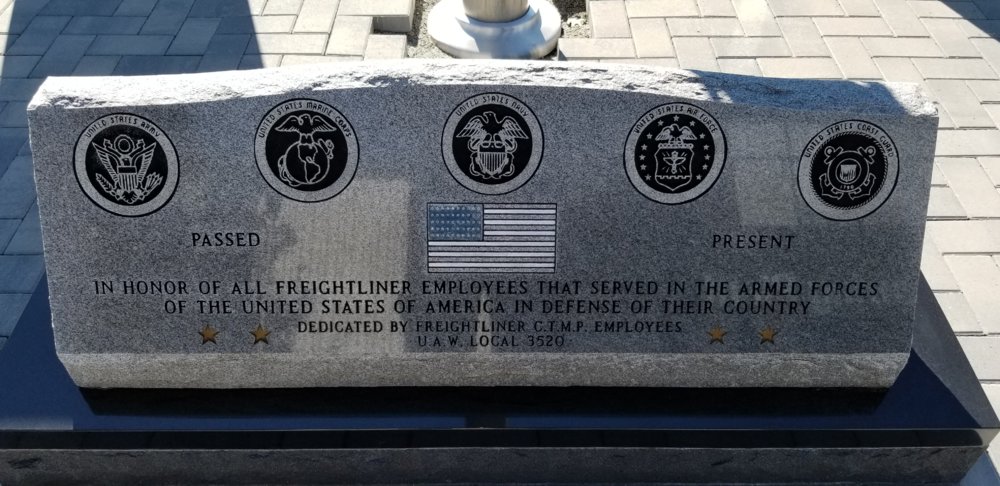 UNITED STATES ARMY
UNITED STATES MARINE CORPS
UNITED STATES NAVY
UNITED STATES AIR FORCE
UNITED STATES COAST GUARD
1790
PASSED
PRESENT
IN HONOR OF ALL FREIGHTLINER EMPLOYEES THAT SERVED IN THE ARMED FORCES
OF THE UNITED STATES OF AMERICA IN DEFENSE OF THEIR COUNTRY
DEDICATED BY FREIGHTLINER C.T.M.P. EMPLOYEES
U.A.W. LOCAL 3520